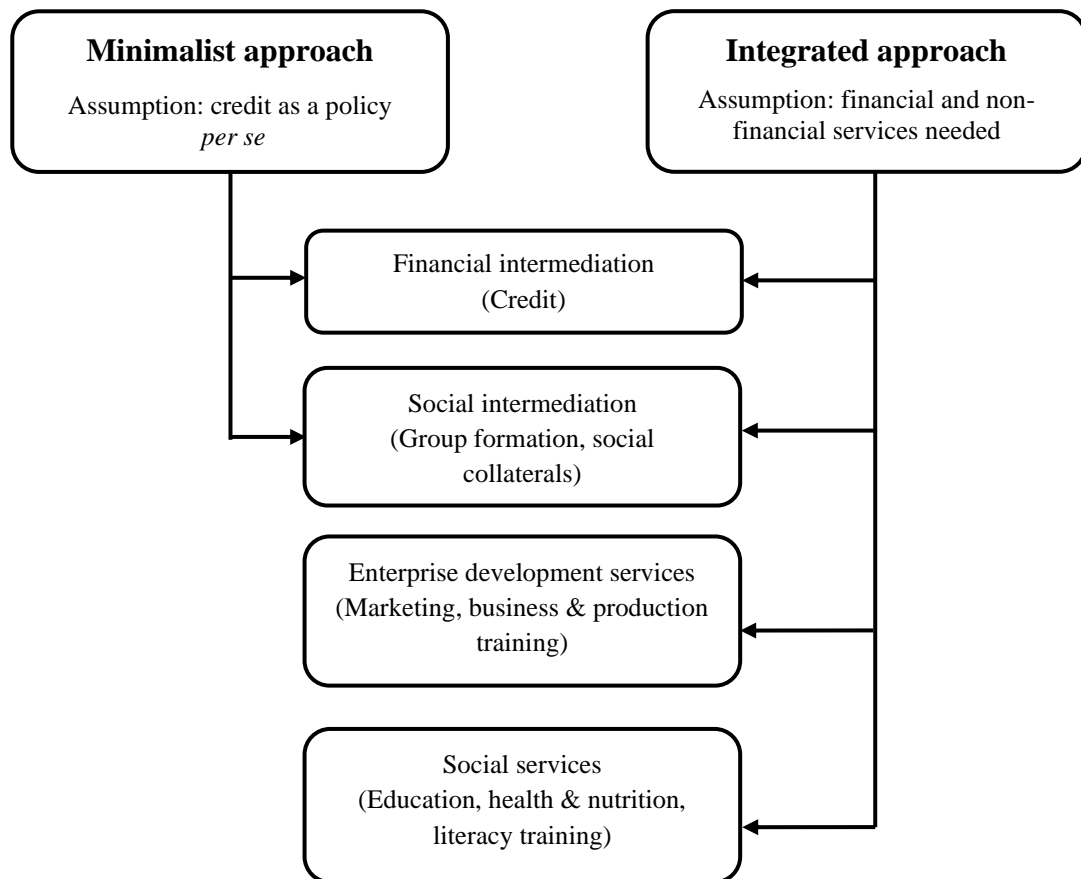 Minimalist approach
Assumption: credit as a policy
per se
Integrated approach
Assumption: financial and non-
financial services needed
Financial intermediation
(Credit)
Social intermediation
(Group formation, social
collaterals)
Enterprise development services
(Marketing, business & production
training)
Social services
(Education, health & nutrition,
literacy training)